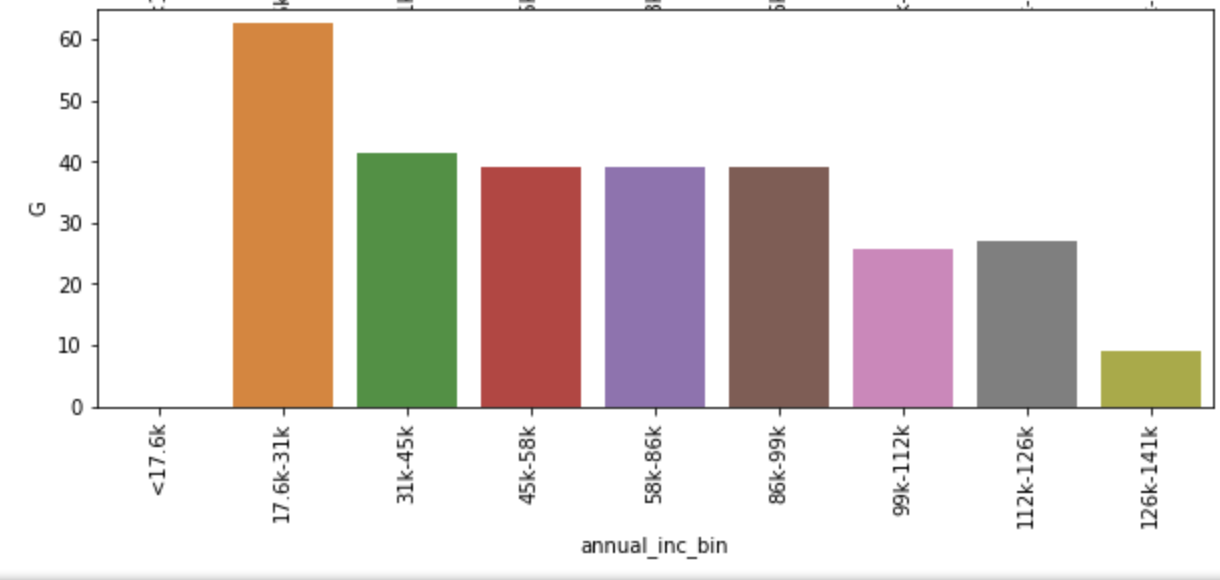 60
50
40
30
20
10
0
G
<17.6k
17.6k-31k
31k-45k
45k-58k
58k-86k
86k-99k
99k-112k
112k-126k
126k-141k
annual_inc_bin